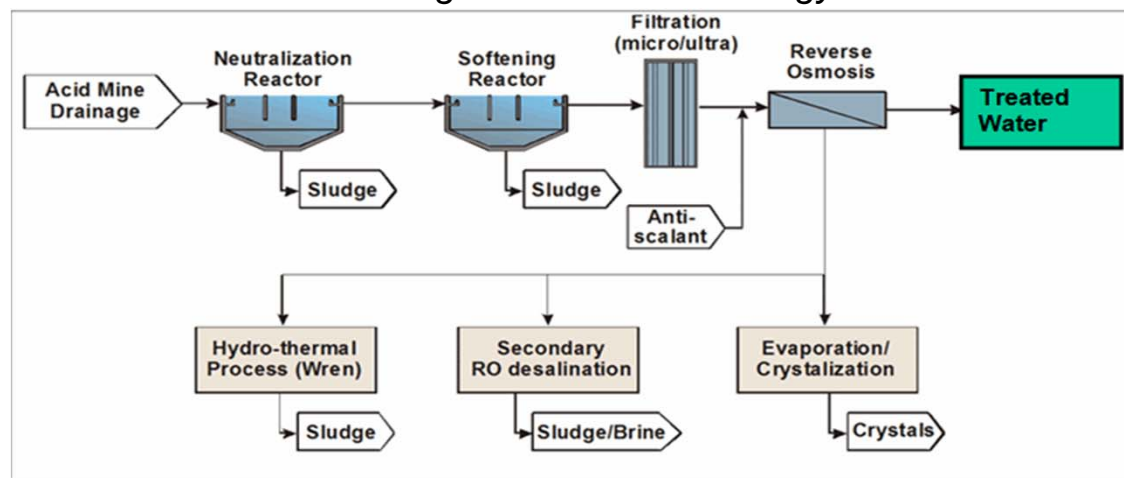 Filtration
(micro/ultra)
Neutralization
Reactor
Softening
Reactor
Reverse
Osmosis
Acid Mine
Drainage
Treated
Water
Sludge
Sludge
Anti-
scalant
Hydro-thermal
Process (Wren)
Secondary
RO desalination
Evaporation/
Crystalization
Sludge
Sludge/Brine
Crystals